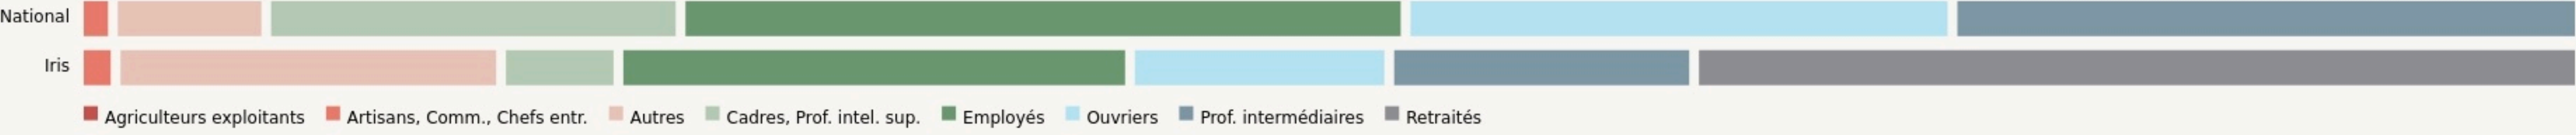 National
Iris
Agriculteurs exploitants Artisans, Comm., Chefs entr. Autres Cadres, Prof. intel. sup. Employés Ouvriers Prof. intermédiaires Retraités